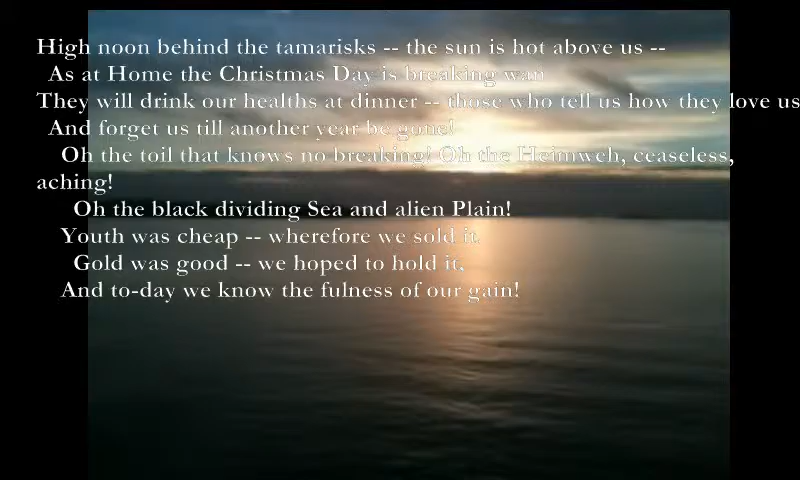 High noon behind the tamarisks -- the sun is hot above us --
As at Home the Christmas Day is breaking wan
They will drink our healths at dinner -- those who tell us how they love us
And forget us till another year be gone!
Oh the toil that knows no breaking! Oh the Heimweh, ceaseless,
aching!
Oh the black dividing Sea and alien Plain!
Youth was cheap -- wherefore we sold it.
Gold was good -- we hoped to hold it,
And to-day we know the fulness of our gain!